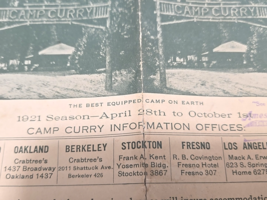 CAMP CURRY
CAMP CURRY
THE BEST EQUIPPED CAMP ON EARTH
1921 Season—April 28th to October 1st
CAMP CURRY INFORMATION OFFICES:
OAKLAND
Crabtree's
1437 Broadway
Oakland 1437
BERKELEY
Crabtree's
2011 Shattuck Ave.
Berkeley 426
STOCKTON
Frank A. Kent
Yosemite Bldg.
Stockton 3867
FRESNO
R. B. Covington
Fresno Hotel
Fresno 307
LOS ANGELE
Mack A. Ene
623 S. Spring
Home 627